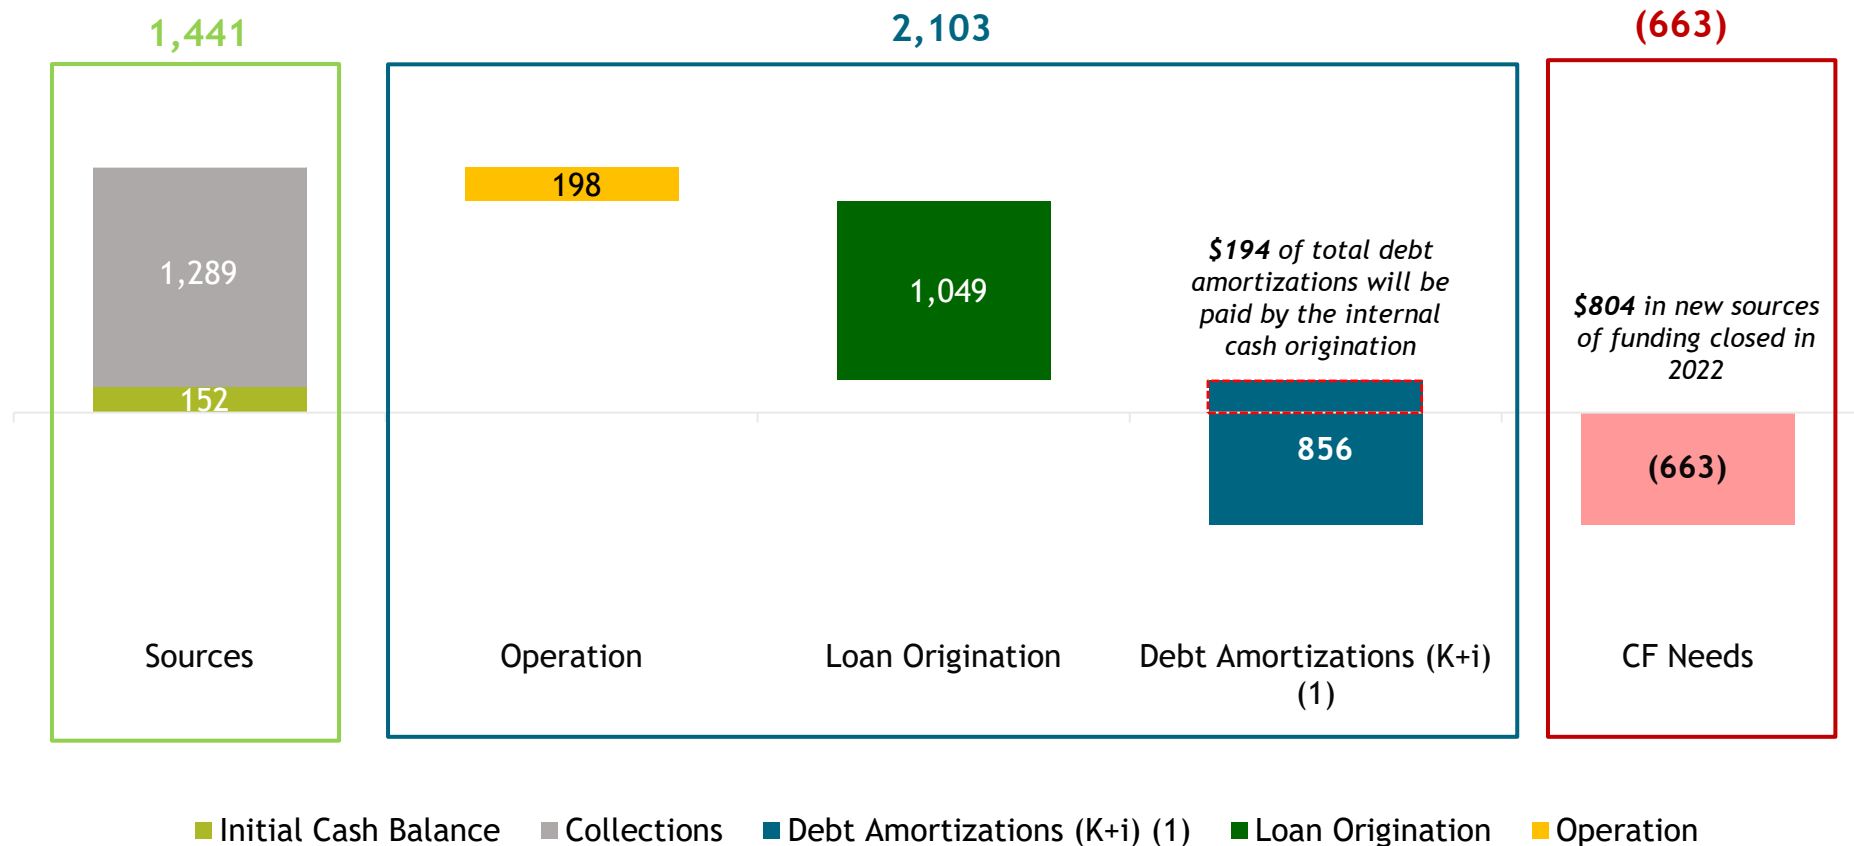 1,441
2,103
(663)
1,289
152
198
1,049
$194 of total debt
amortizations will be
paid by the internal
cash origination
856
$804 in new sources
of funding closed in
2022
(663)
Sources
Operation
Loan Origination
Debt Amortizations (K+i)
(1)
CF Needs
Initial Cash Balance
Collections
Debt Amortizations (K+i) (1)
Loan Origination
Operation